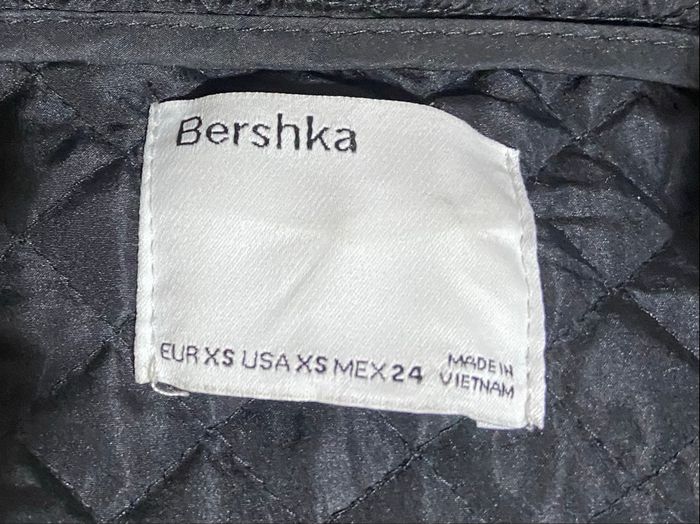 Bershka
EUR XS USA XS MEX 24
MADE IN
VIETNAM